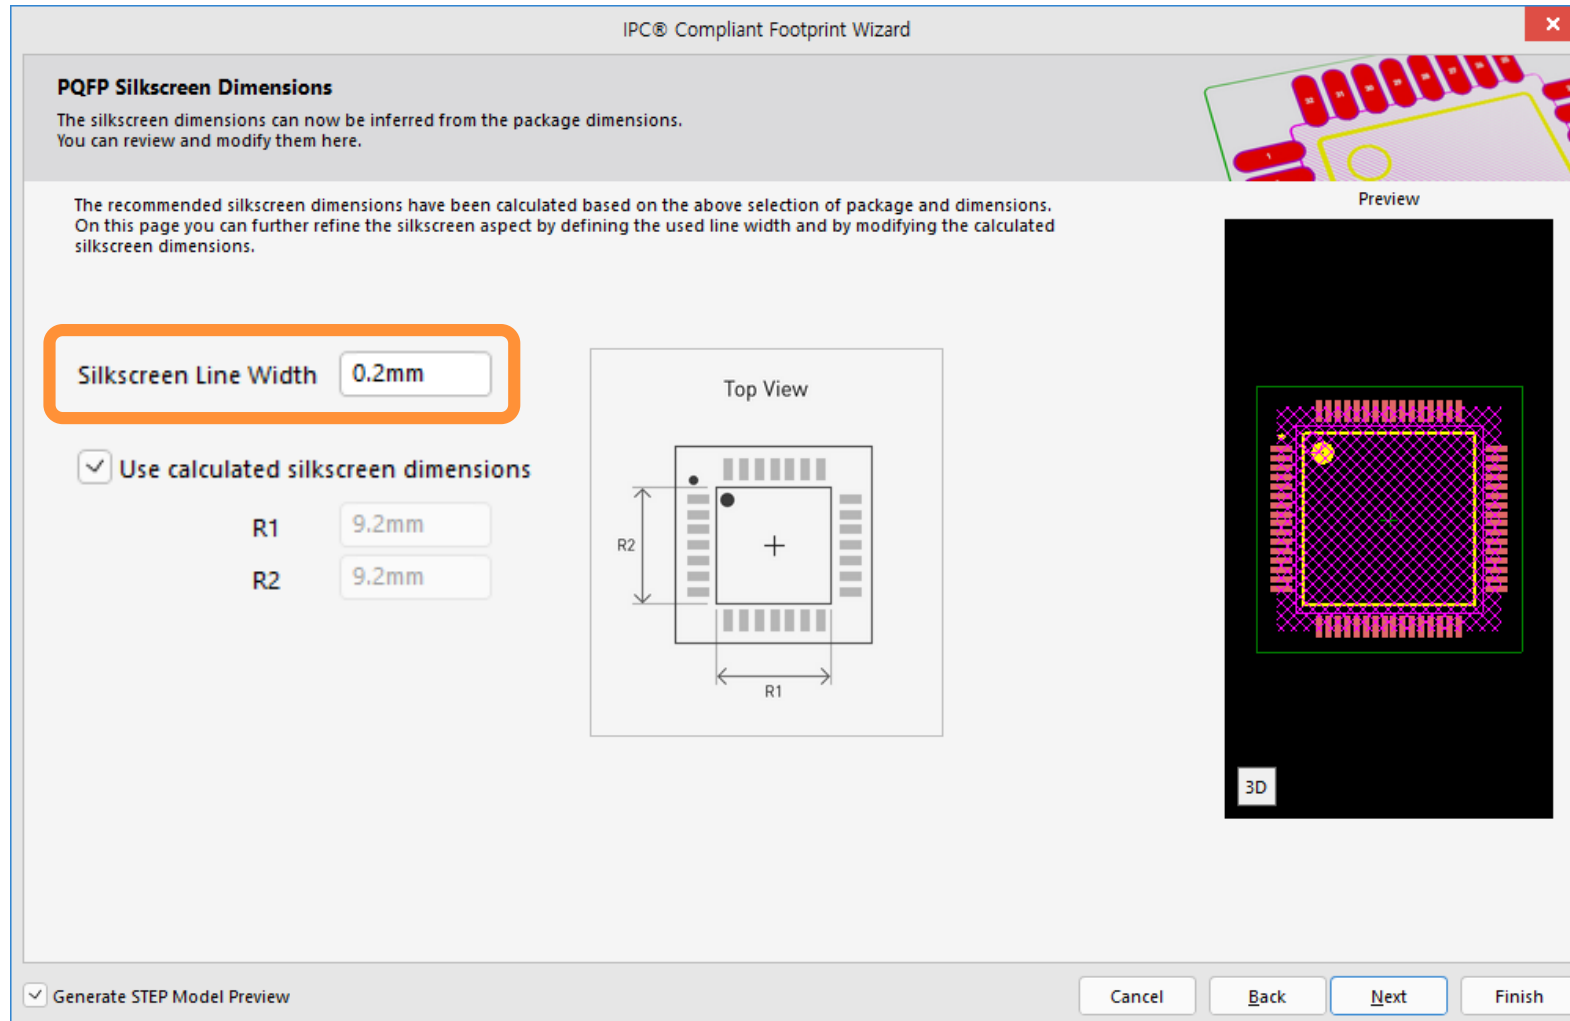 IPC® Compliant Footprint Wizard
PQFP Silkscreen Dimensions
The silkscreen dimensions can now be inferred from the package dimensions.
You can review and modify them here.
The recommended silkscreen dimensions have been calculated based on the above selection of package and dimensions.
On this page you can further refine the silkscreen aspect by defining the used line width and by modifying the calculated
silkscreen dimensions.
Preview
Silkscreen Line Width 0.2mm
Use calculated silkscreen dimensions
R1 9.2mm
R2 9.2mm
Top View
R2
R1
3D
Generate STEP Model Preview
Cancel
Back
Next
Finish